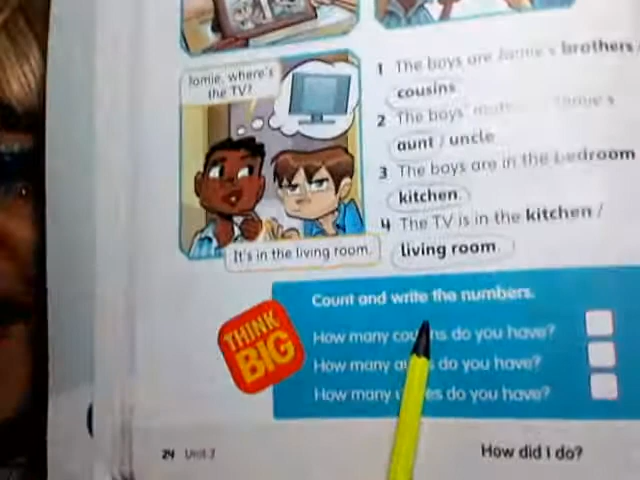 Jamie, where's
the TV?
It's in the living room.
1 The boys are Jamie's brothers /
cousins
2 The boys'
aunt / uncle
3 The boys are in the bedroom
kitchen.
4 The TV is in the kitchen /
living room.
THINK
BIG
Count and write the numbers.
How many do you have?
How many do you have?
How many do you have?
24 Unit
How did I do?